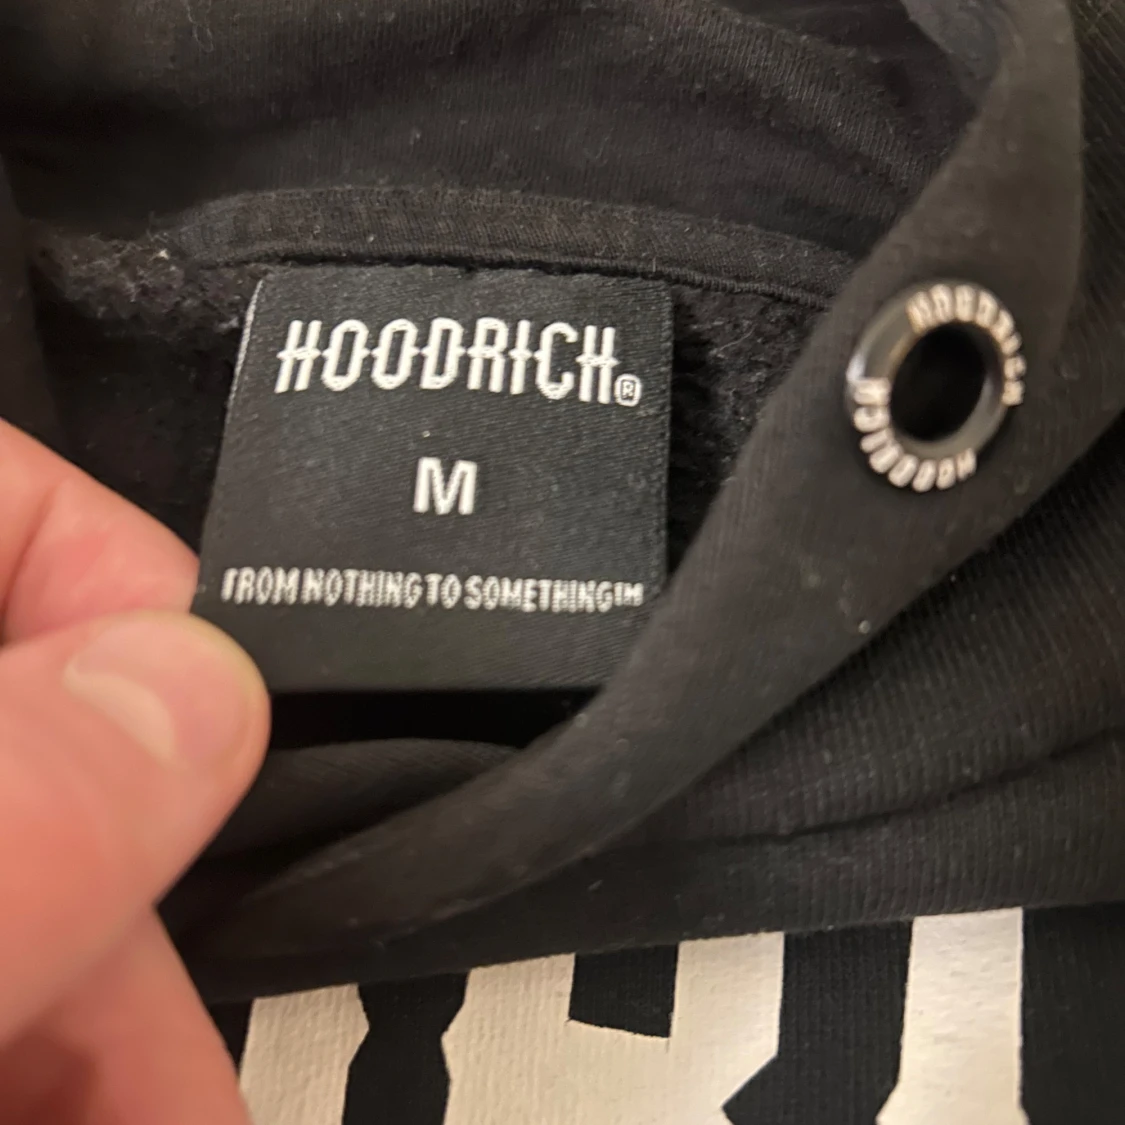 HOODRICH®
M
FROM NOTHING TO SOMETHING™
HOODRICH
HOODRICH